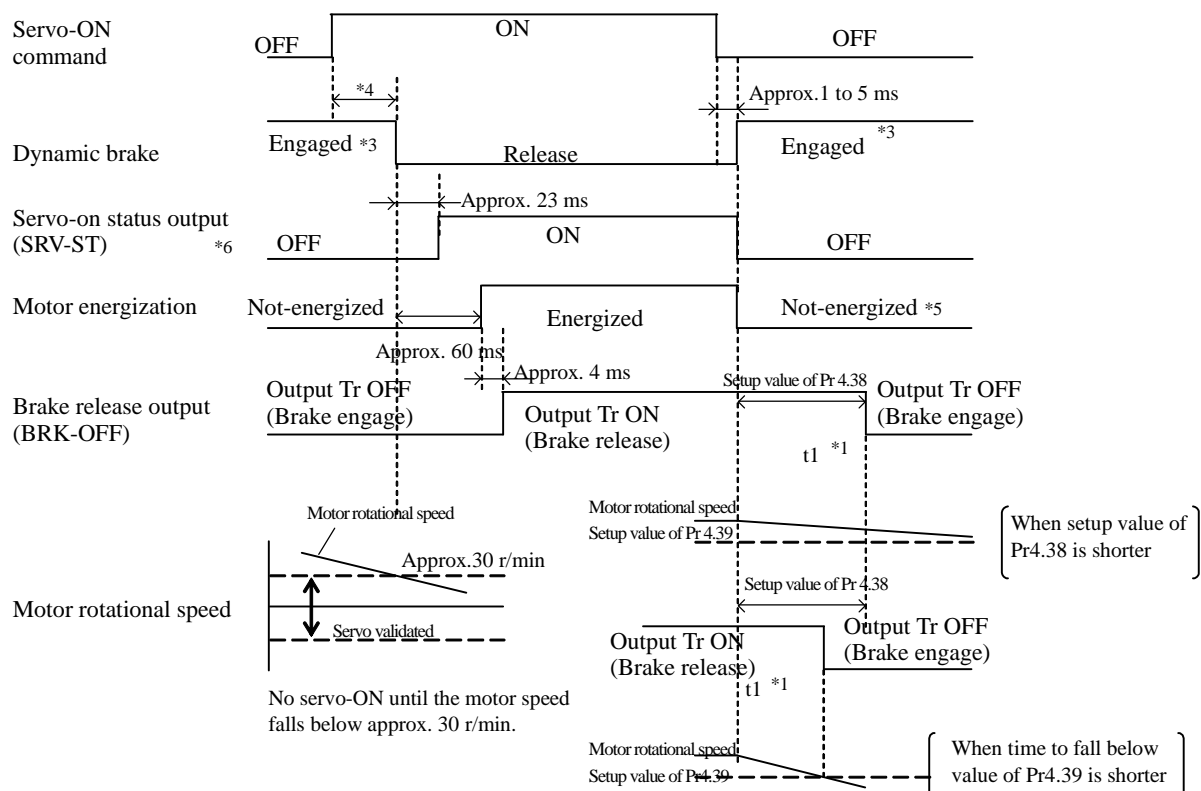 Servo-ON
command
OFF
ON
OFF
*4
Approx.1 to 5 ms
Dynamic brake
Engaged *3
Release
Engaged *3
Approx. 23 ms
Servo-on status output
(SRV-ST) *6
OFF
ON
OFF
Motor energization
Not-energized
Energized
Not-energized *5
Approx. 60 ms
Approx. 4 ms
Brake release output
(BRK-OFF)
Output Tr OFF
(Brake engage)
Output Tr ON
(Brake release)
Setup value of Pr 4.38
t1 *1
Output Tr OFF
(Brake engage)
Motor rotational speed
Motor rotational speed
Approx.30 r/min
Servo validated
No servo-ON until the motor speed
falls below approx. 30 r/min.
Motor rotational speed
Setup value of Pr 4.39
When setup value of
Pr4.38 is shorter
Setup value of Pr 4.38
Output Tr ON
(Brake release)
Output Tr OFF
(Brake engage)
t1 *1
Motor rotational speed
Setup value of Pr4.39
When time to fall below
value of Pr4.39 is shorter